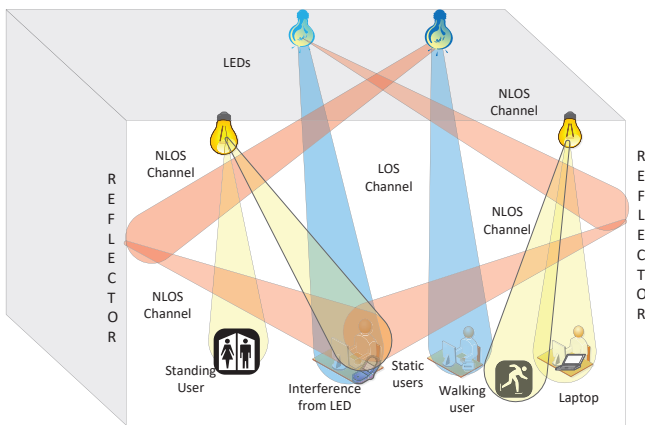 LEDs
NLOS
Channel
NLOS
Channel
LOS
Channel
NLOS
Channel
NLOS
Channel
R
E
F
L
E
C
T
O
R
R
E
F
L
E
C
T
O
R
Standing
User
Interference
from LED
Static
users
Walking
user
Laptop